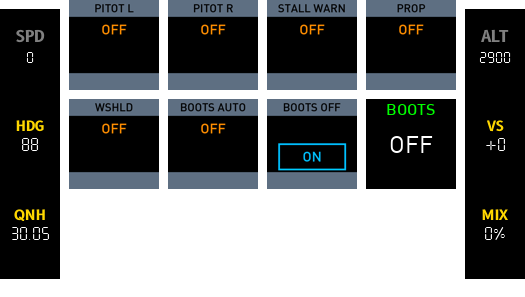 PITOT L PITOT R STALL WARN PROP
SPD OFF OFF OFF OFF ALT
0 2900
WSHLD BOOTS AUTO BOOTS OFF BOOTS
HDG OFF OFF VS
88 OFF +0
ON
QNH MIX
30.05 0%